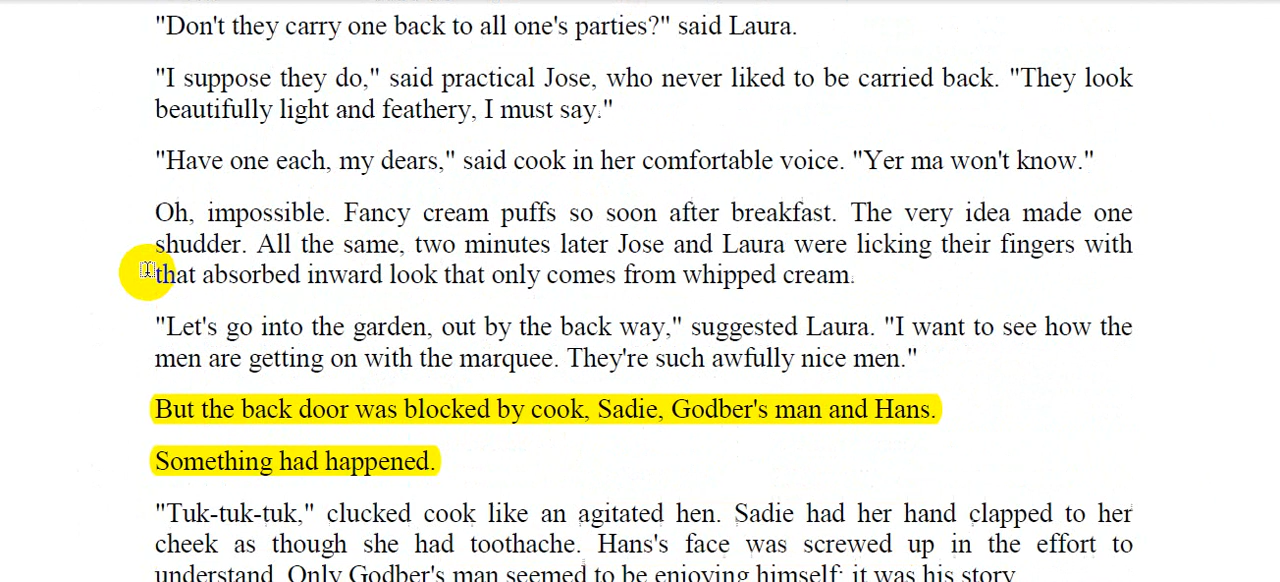 "Don't they carry one back to all one's parties?" said Laura.
"I suppose they do," said practical Jose, who never liked to be carried back. "They look
beautifully light and feathery, I must say."
"Have one each, my dears," said cook in her comfortable voice. "Yer ma won't know."
Oh, impossible. Fancy cream puffs so soon after breakfast. The very idea made one
shudder. All the same, two minutes later Jose and Laura were licking their fingers with
that absorbed inward look that only comes from whipped cream.
"Let's go into the garden, out by the back way," suggested Laura. "I want to see how the
men are getting on with the marquee. They're such awfully nice men."
But the back door was blocked by cook, Sadie, Godber's man and Hans.
Something had happened.
"Tuk-tuk-tuk," clucked cook like an agitated hen. Sadie had her hand clapped to her
cheek as though she had toothache. Hans's face was screwed up in the effort to
understand. Only Godber's man seemed to be enjoying himself; it was his story